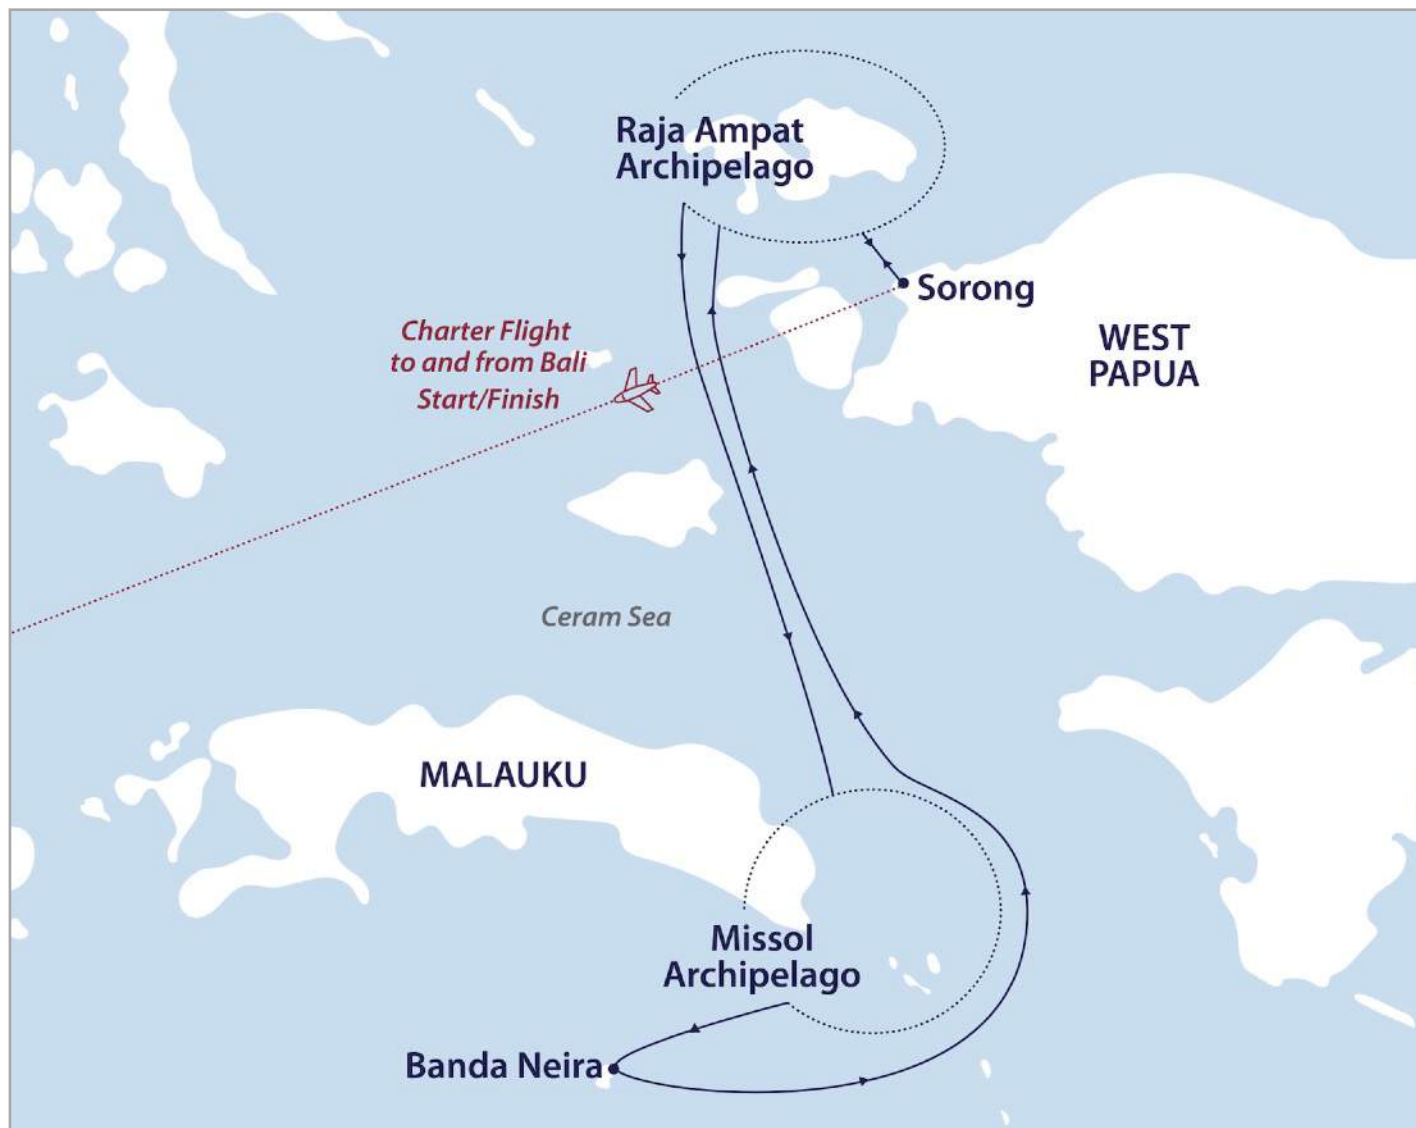 Raja Ampat
Archipelago
Sorong
WEST
PAPUA
Charter Flight
to and from Bali
Start/Finish
Ceram Sea
MALAUKU
Missol
Archipelago
Banda Neira